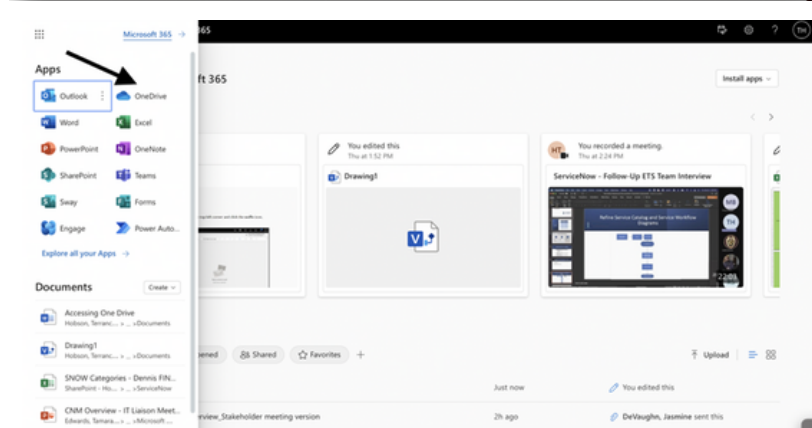 Microsoft 365 →
365
TH
Apps
ft 365
Install apps
Outlook
OneDrive
Word
Excel
PowerPoint
OneNote
SharePoint
Teams
Sway
Forms
Engage
Power Auto...
Explore all your Apps →
You edited this
Thu at 1:52 PM
Drawing1
HT
You recorded a meeting.
Thu at 2:24 PM
ServiceNow - Follow-Up ETS Team Interview
Refine Service Catalog and Service Workflow
Diagrams
MB
TH
22:01
Documents
Create
Accessing One Drive
Hobson, Terranc... > ... >Documents
Drawing1
Hobson, Terranc... > ... >Documents
SNOW Categories - Dennis FIN...
SharePoint - Ho... > ... >ServiceNow
CNM Overview - IT Liaison Meet...
Edwards, Temara...> ... >Microsoft ...
pened
Shared
Favorites
Upload
Just now
You edited this
rview_Stakeholder meeting version
2h ago
DeVaughn, Jasmine sent this